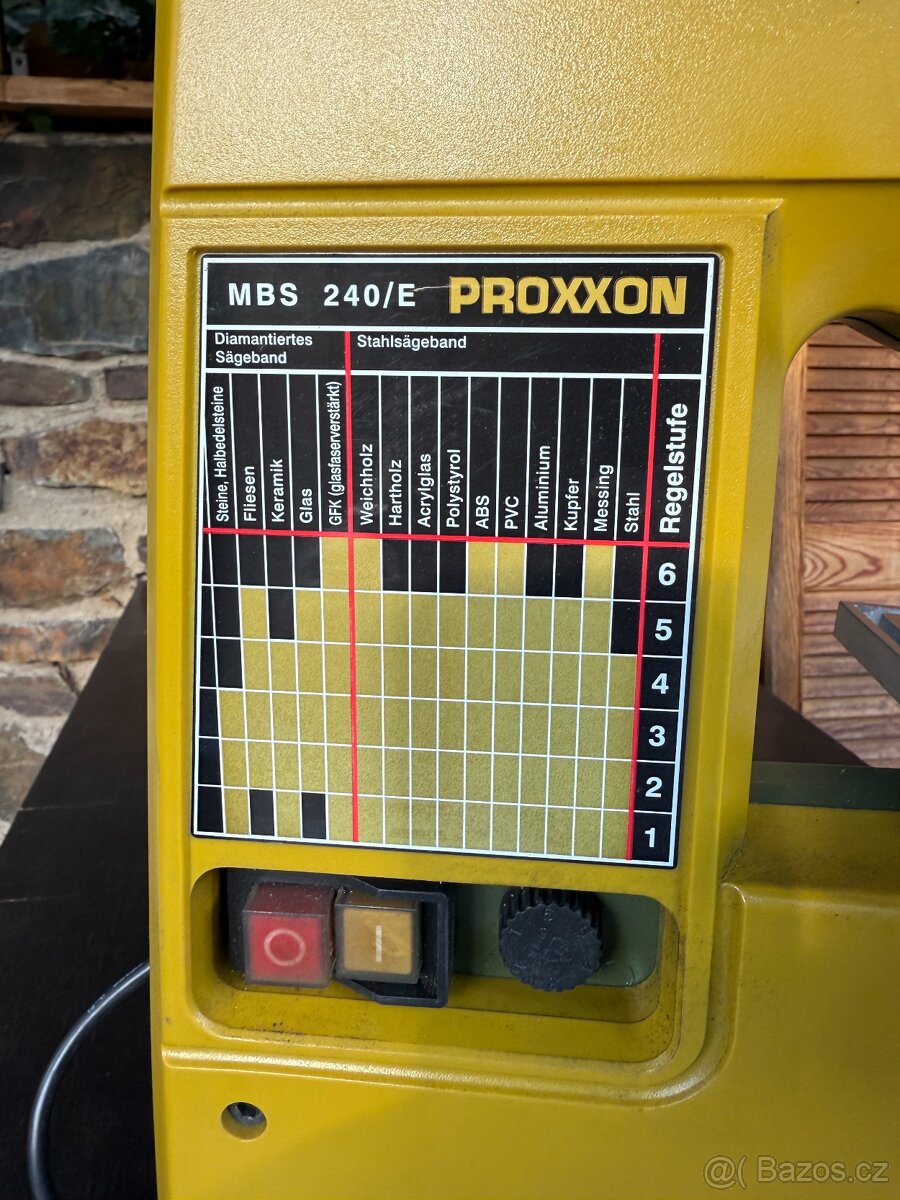 MBS 240/E PROXXON
Diamantiertes
Sägeband
Stahlsägeband
Steine, Halbedelsteine
Fliesen
Keramik
Glas
GFK (glasfaserverstärkt)
Weichholz
Hartholz
Acrylglas
Polystyrol
ABS
PVC
Aluminium
Kupfer
Messing
Stahl
Regelstufe
6
5
4
3
2
1
O I
@( Bazos.cz